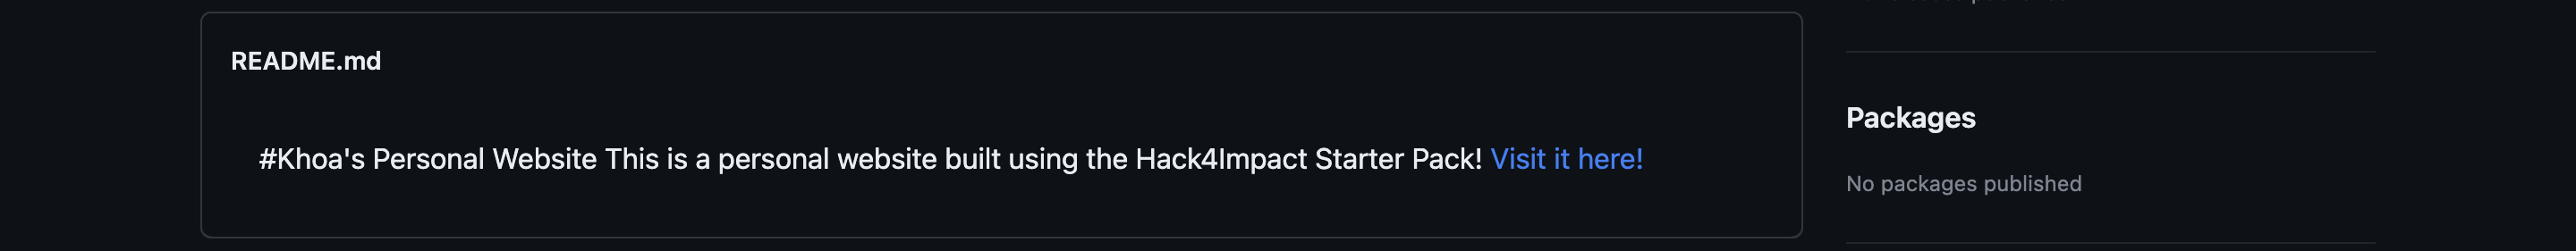 README.md
#Khoa's Personal Website This is a personal website built using the Hack4Impact Starter Pack! Visit it here!
Packages
No packages published